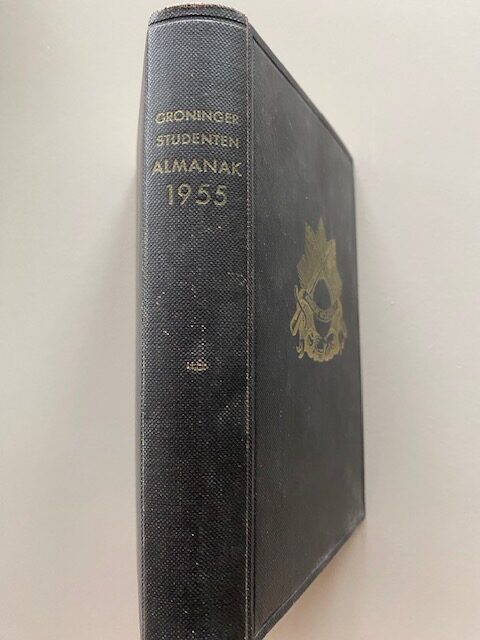 GRONINGER
STUDENTEN
ALMANAK
1955